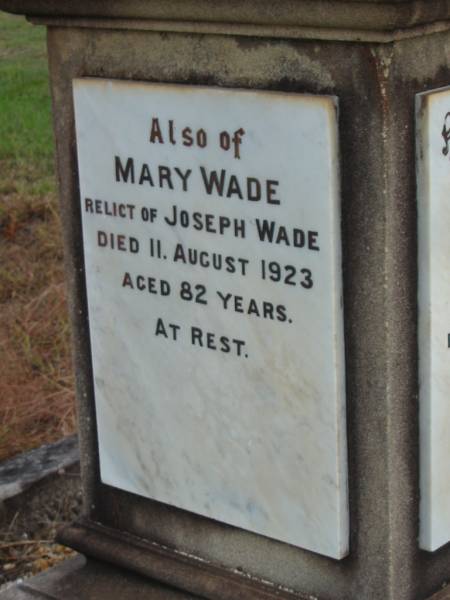 Also of
MARY WADE
RELICT OF JOSEPH WADE
DIED 11. AUGUST 1923
AGED 82 YEARS.
AT REST.